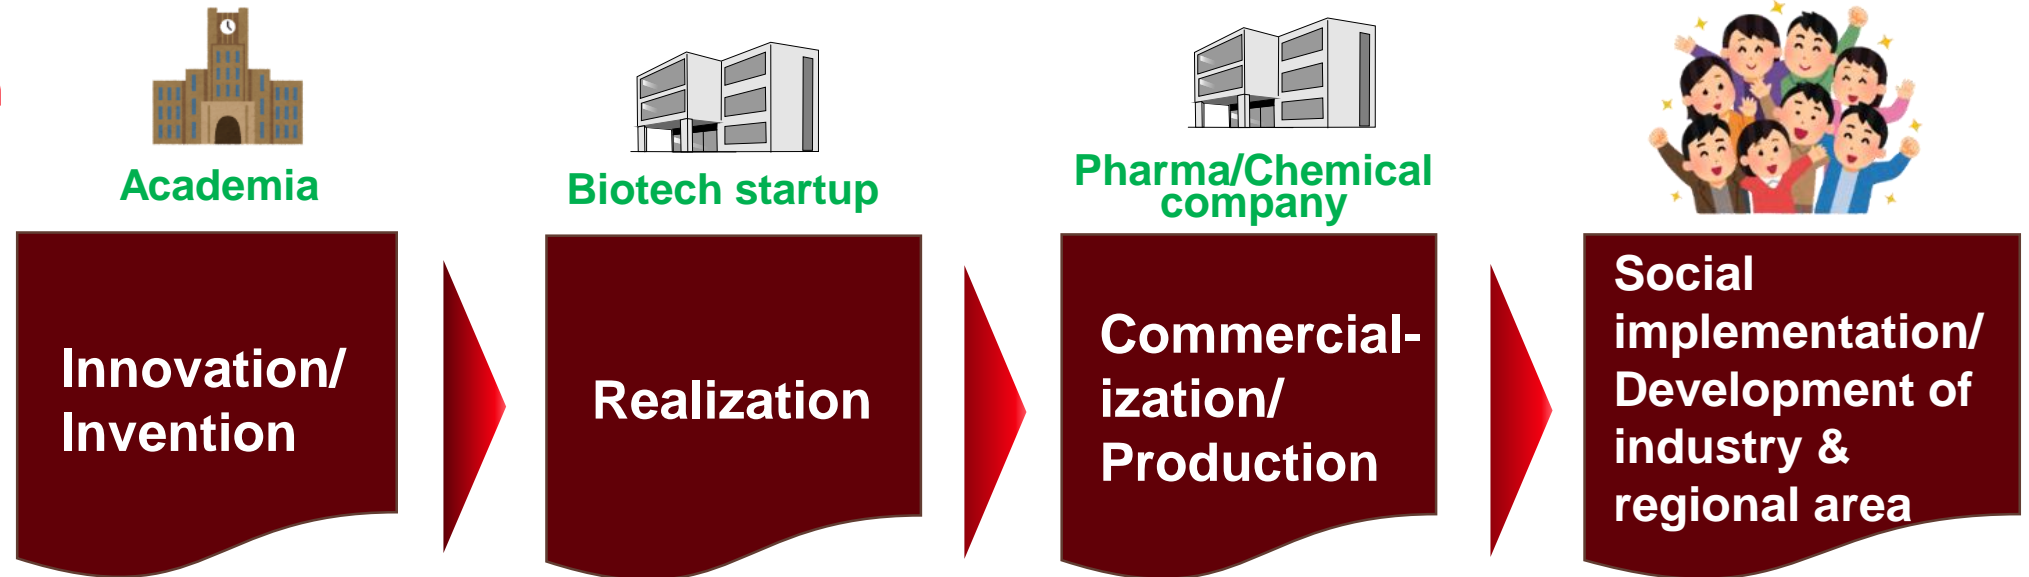 Academia
Biotech startup
Pharma/Chemical
company
Innovation/
Invention
Realization
Commercial-
ization/
Production
Social
implementation/
Development of
industry &
regional area